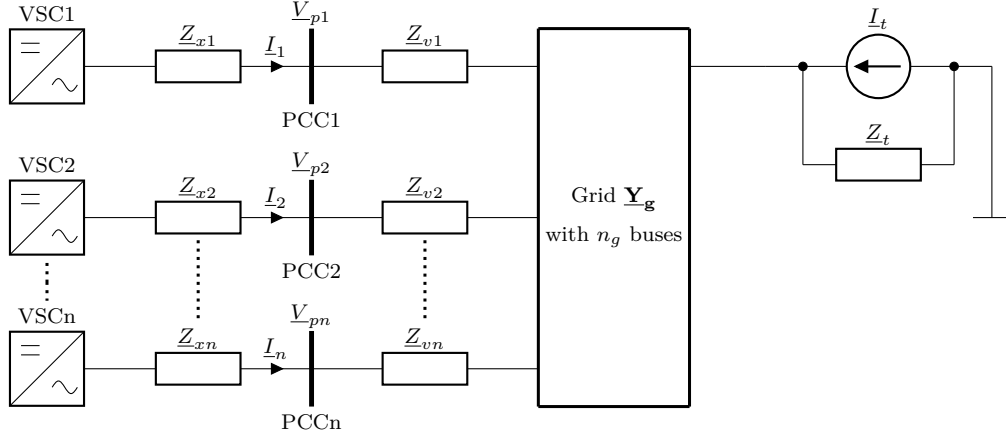 VSC1
Z_x1
I_1
V_p1
Z_v1
PCC1
I_t
Z_t
VSC2
Z_x2
I_2
V_p2
Z_v2
PCC2
Grid Y_g
with n_g buses
VSCn
Z_xn
I_n
V_pn
Z_vn
PCCn